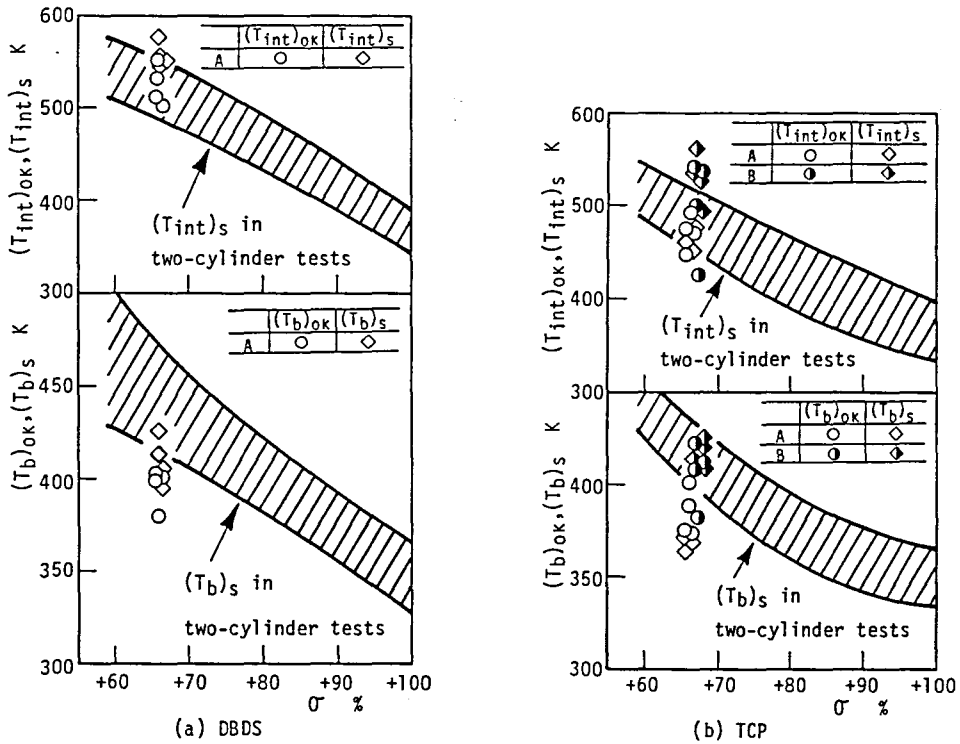 600
500
400
300
(Tint)OK,(Tint)S K
(Tint)OK (Tint)S
A
(Tint)S in
two-cylinder tests
450
400
350
300
(Tb)OK,(Tb)S K
(Tb)OK (Tb)S
A
(Tb)S in
two-cylinder tests
+60 +70 +80 +90 +100
σ %
(a) DBDS
600
500
400
300
(Tint)OK,(Tint)S K
(Tint)OK (Tint)S
A
B
(Tint)S in
two-cylinder tests
450
400
350
300
(Tb)OK,(Tb)S K
(Tb)OK (Tb)S
A
B
(Tb)S in
two-cylinder tests
+60 +70 +80 +90 +100
σ %
(b) TCP